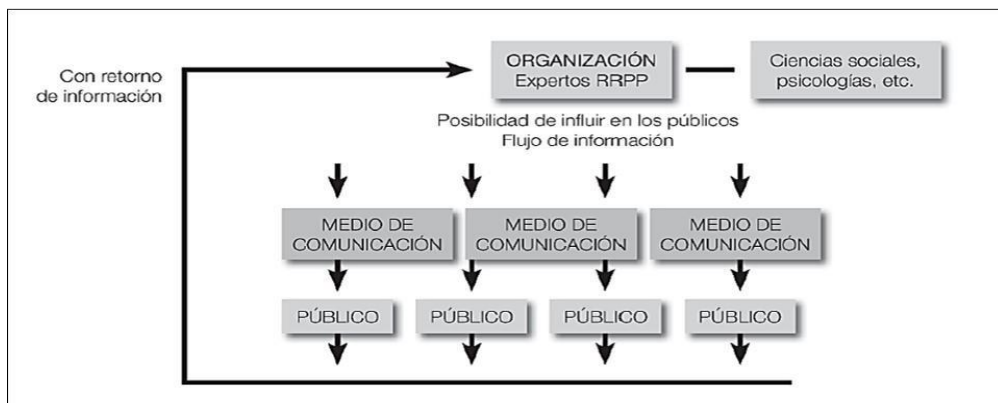 Con retorno
de información
ORGANIZACIÓN
Expertos RRPP
Ciencias sociales,
psicologías, etc.
Posibilidad de influir en los públicos
Flujo de información
MEDIO DE
COMUNICACIÓN
MEDIO DE
COMUNICACIÓN
MEDIO DE
COMUNICACIÓN
PÚBLICO
PÚBLICO
PÚBLICO
PÚBLICO